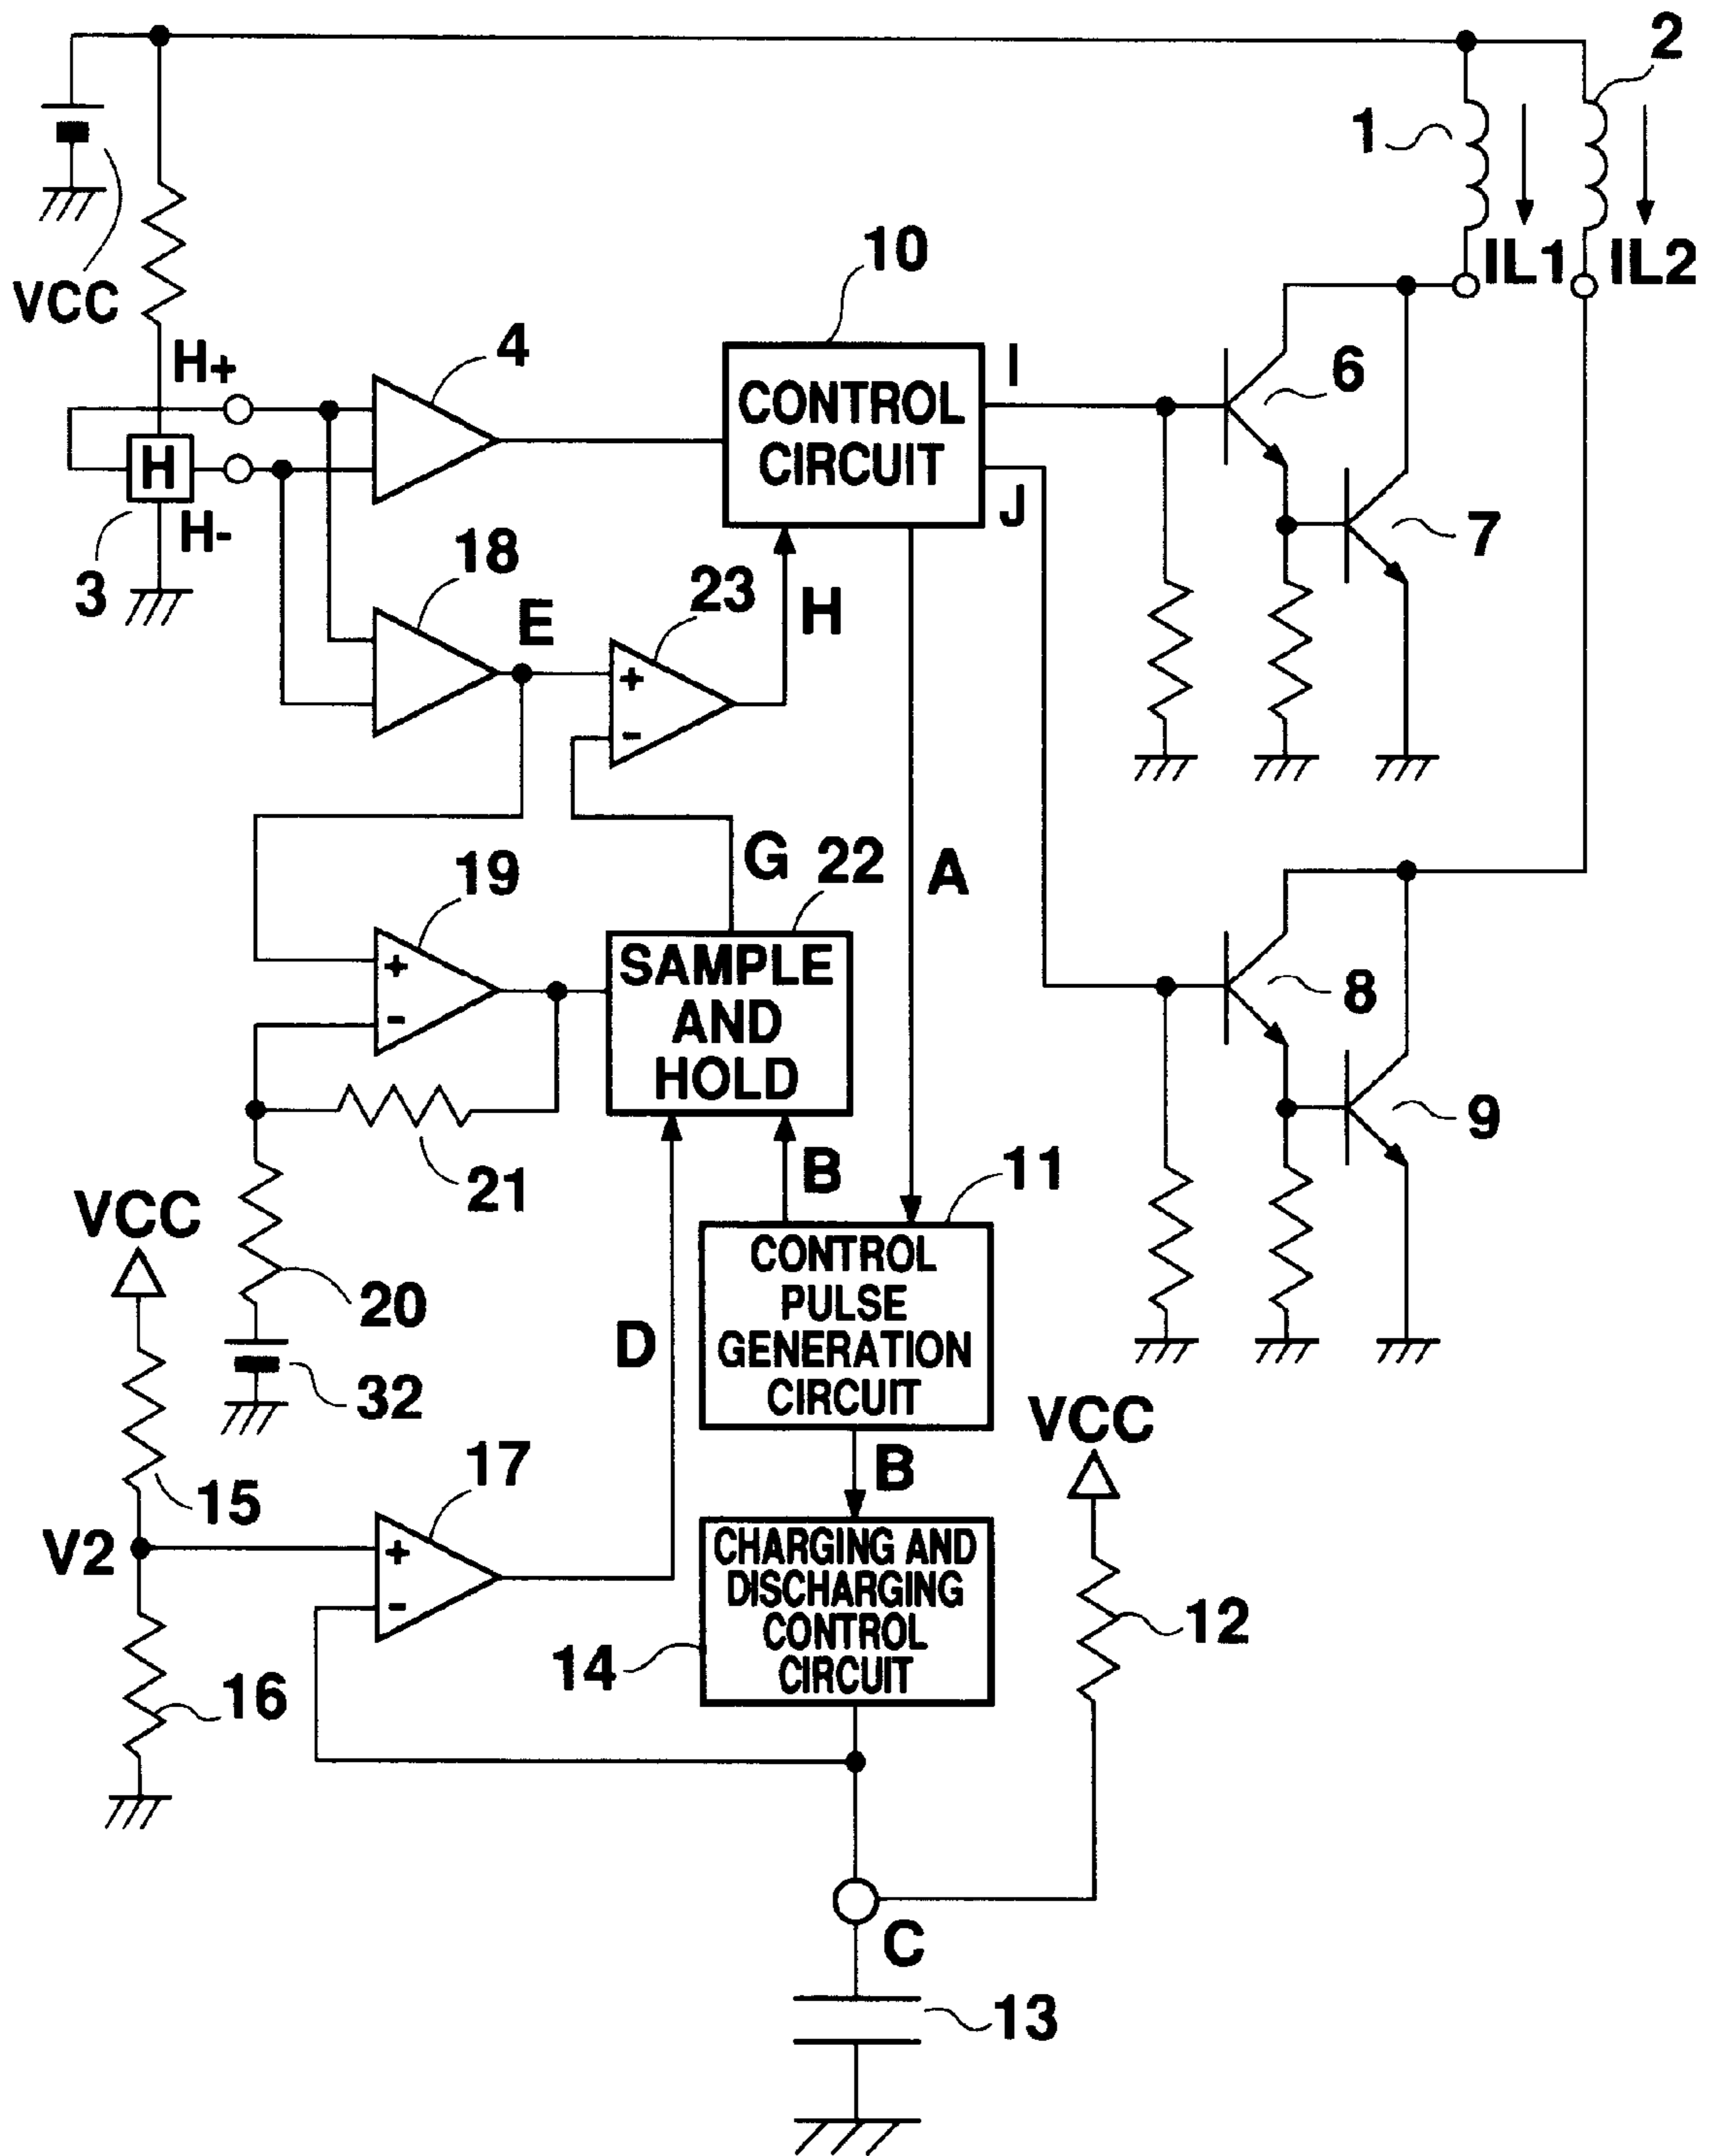 2
1
IL1
IL2
VCC
10
H+
4
CONTROL
CIRCUIT
I
6
H
H-
3
J
7
18
E
23
H
+
-
19
G
22
A
+
-
SAMPLE
AND
HOLD
8
9
21
B
11
VCC
20
32
D
CONTROL
PULSE
GENERATION
CIRCUIT
VCC
15
17
B
V2
+
-
CHARGING AND
DISCHARGING
CONTROL
CIRCUIT
14
12
16
C
13